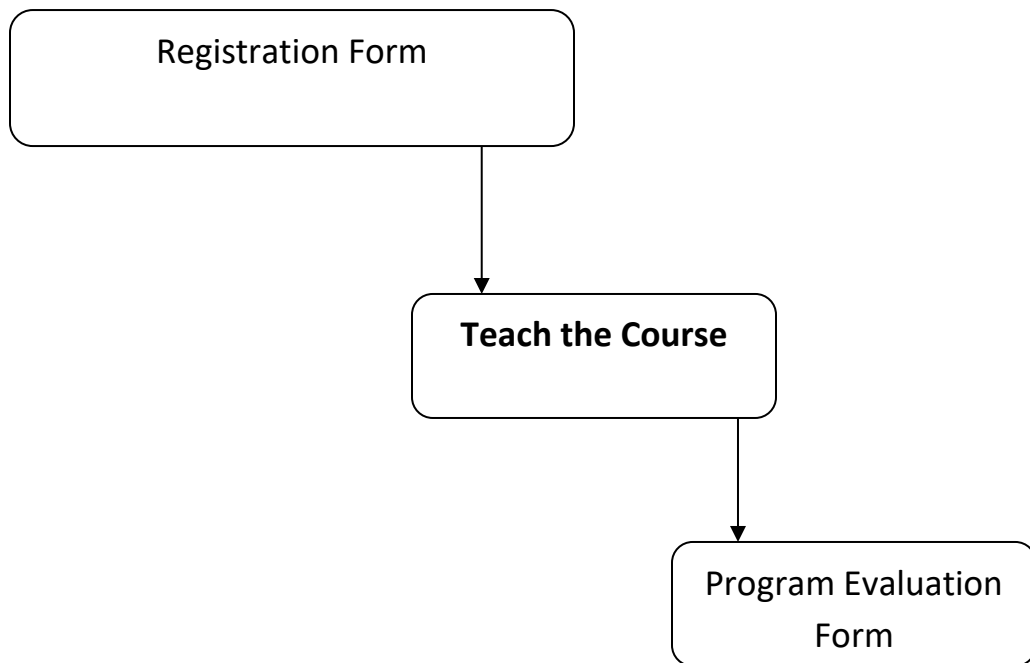 Registration Form
Teach the Course
Program Evaluation
Form